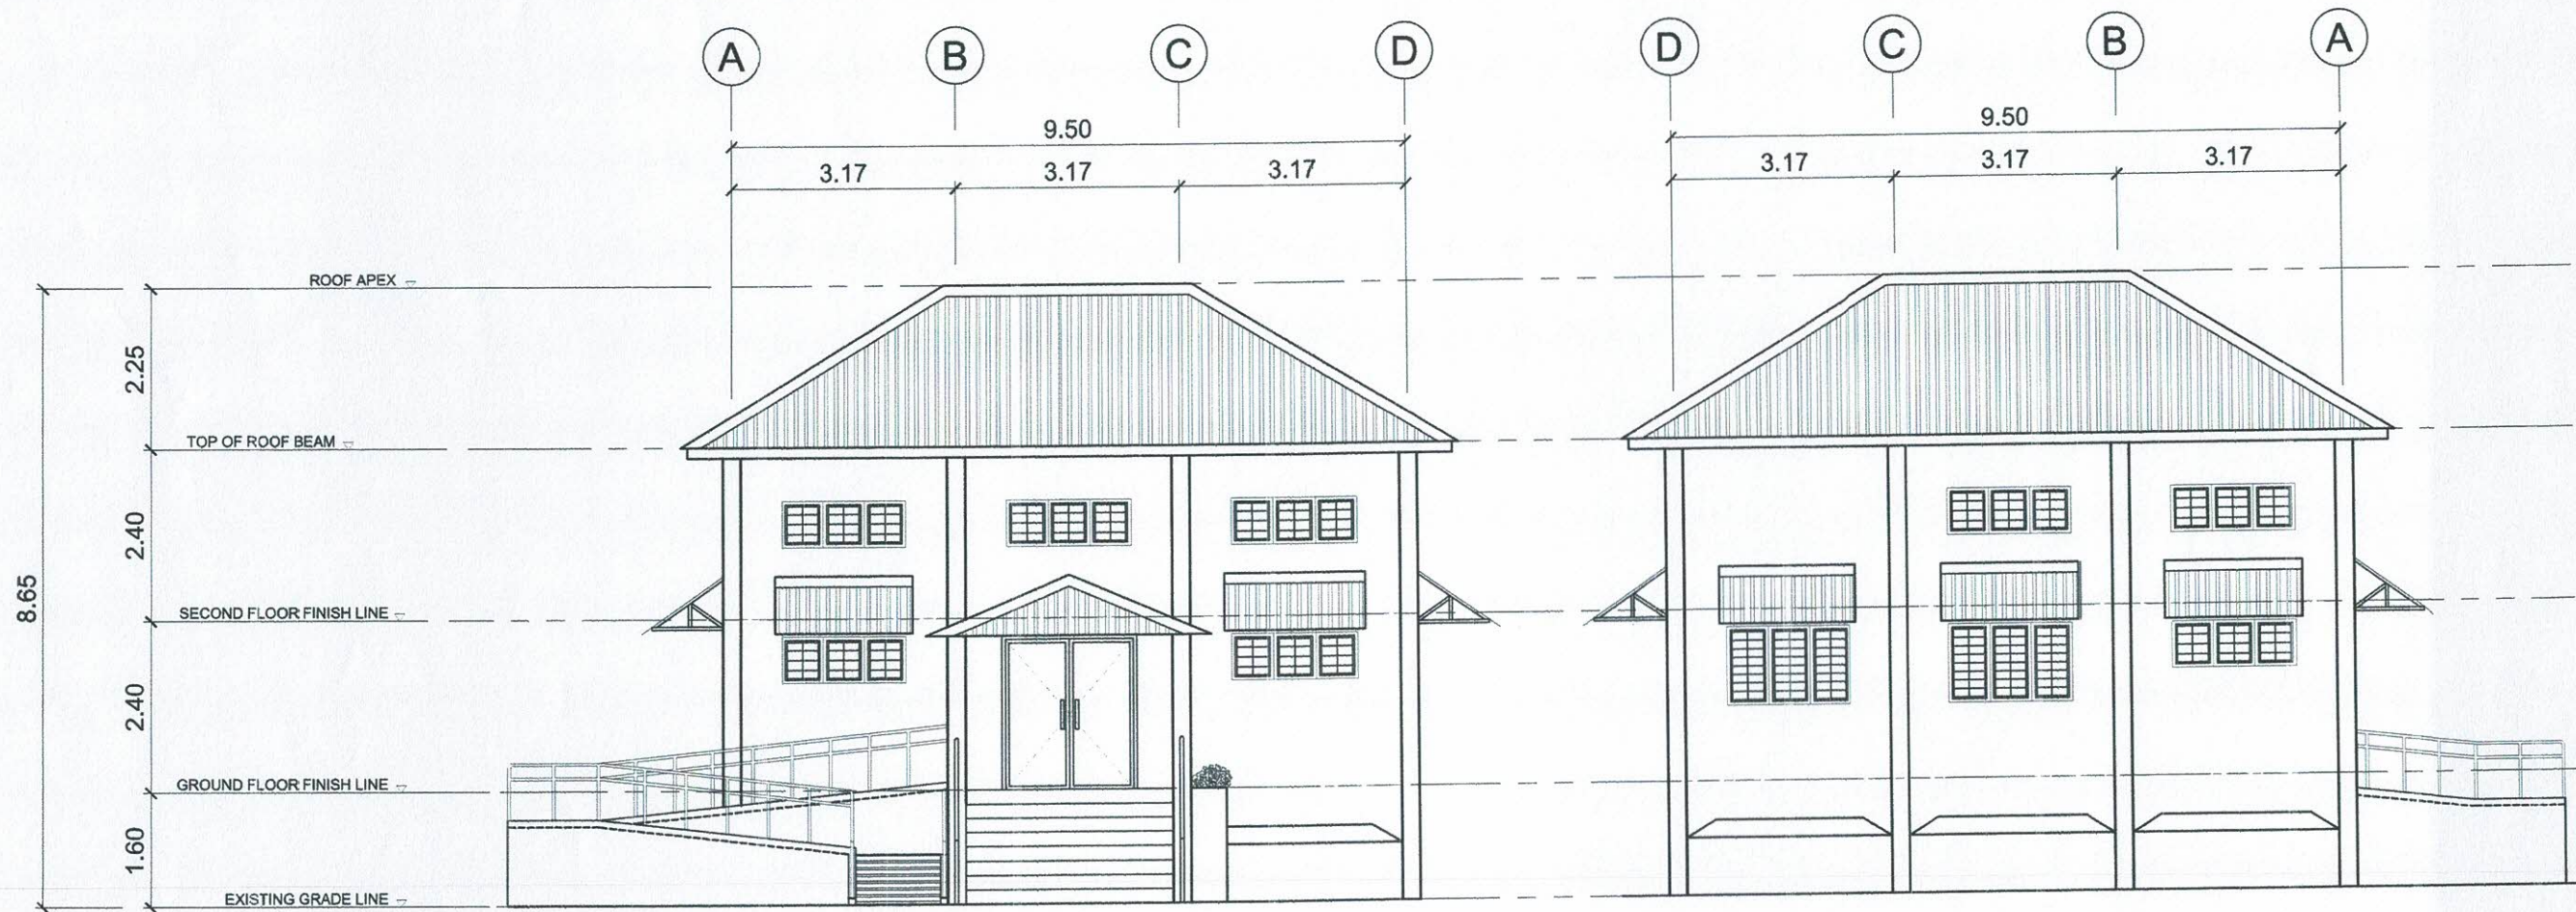 A B C D D C B A
9.50 9.50
3.17 3.17 3.17 3.17 3.17 3.17
ROOF APEX
2.25
TOP OF ROOF BEAM
2.40
8.65
SECOND FLOOR FINISH LINE
2.40
GROUND FLOOR FINISH LINE
1.60
EXISTING GRADE LINE